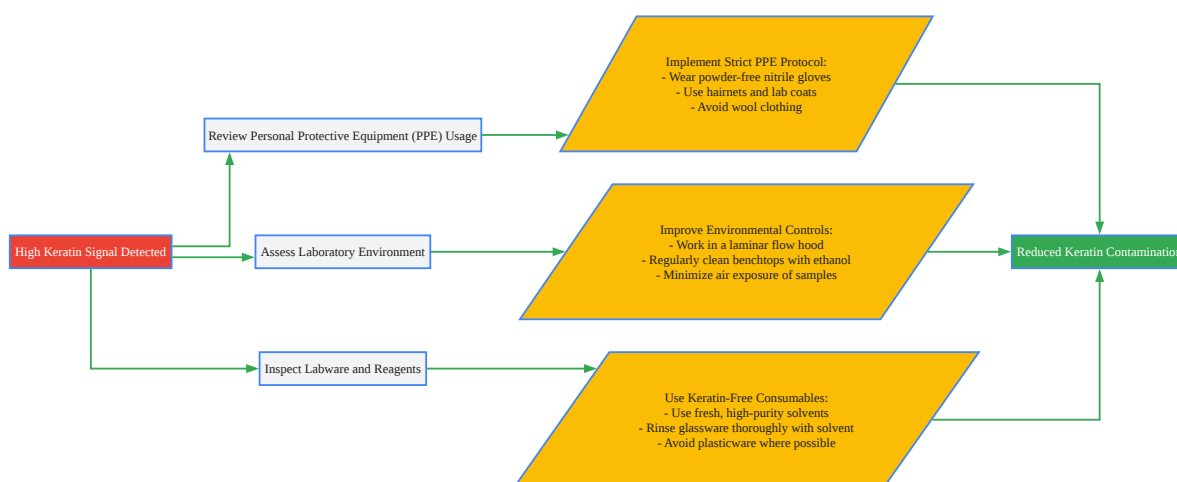 Implement Strict PPE Protocol:
- Wear powder-free nitrile gloves
- Use hairnets and lab coats
- Avoid wool clothing
Review Personal Protective Equipment (PPE) Usage
High Keratin Signal Detected
Assess Laboratory Environment
Improve Environmental Controls:
- Work in a laminar flow hood
- Regularly clean benchtops with ethanol
- Minimize air exposure of samples
Reduced Keratin Contamination
Inspect Labware and Reagents
Use Keratin-Free Consumables:
- Use fresh, high-purity solvents
- Rinse glassware thoroughly with solvent
- Avoid plasticware where possible